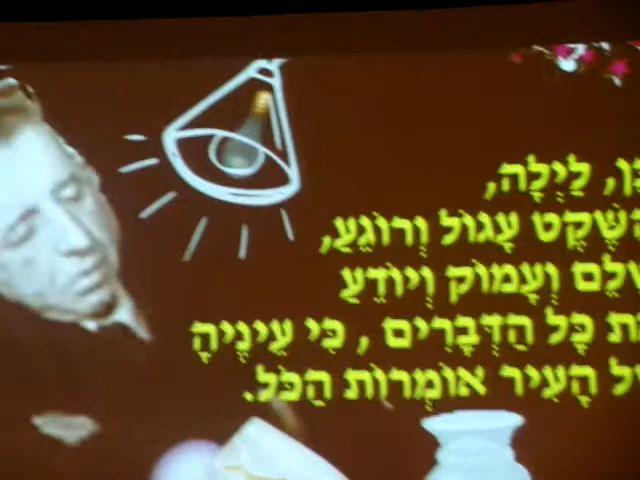 לַיְלָה,
עָגוֹל וְרוֹגֵעַ,
וְעָמוֹק וְיוֹדֵעַ
כָּל הַדְּבָרִים , כִּי עֵינֶיהָ
הָעִיר אוֹמְרוֹת הַכֹּל.